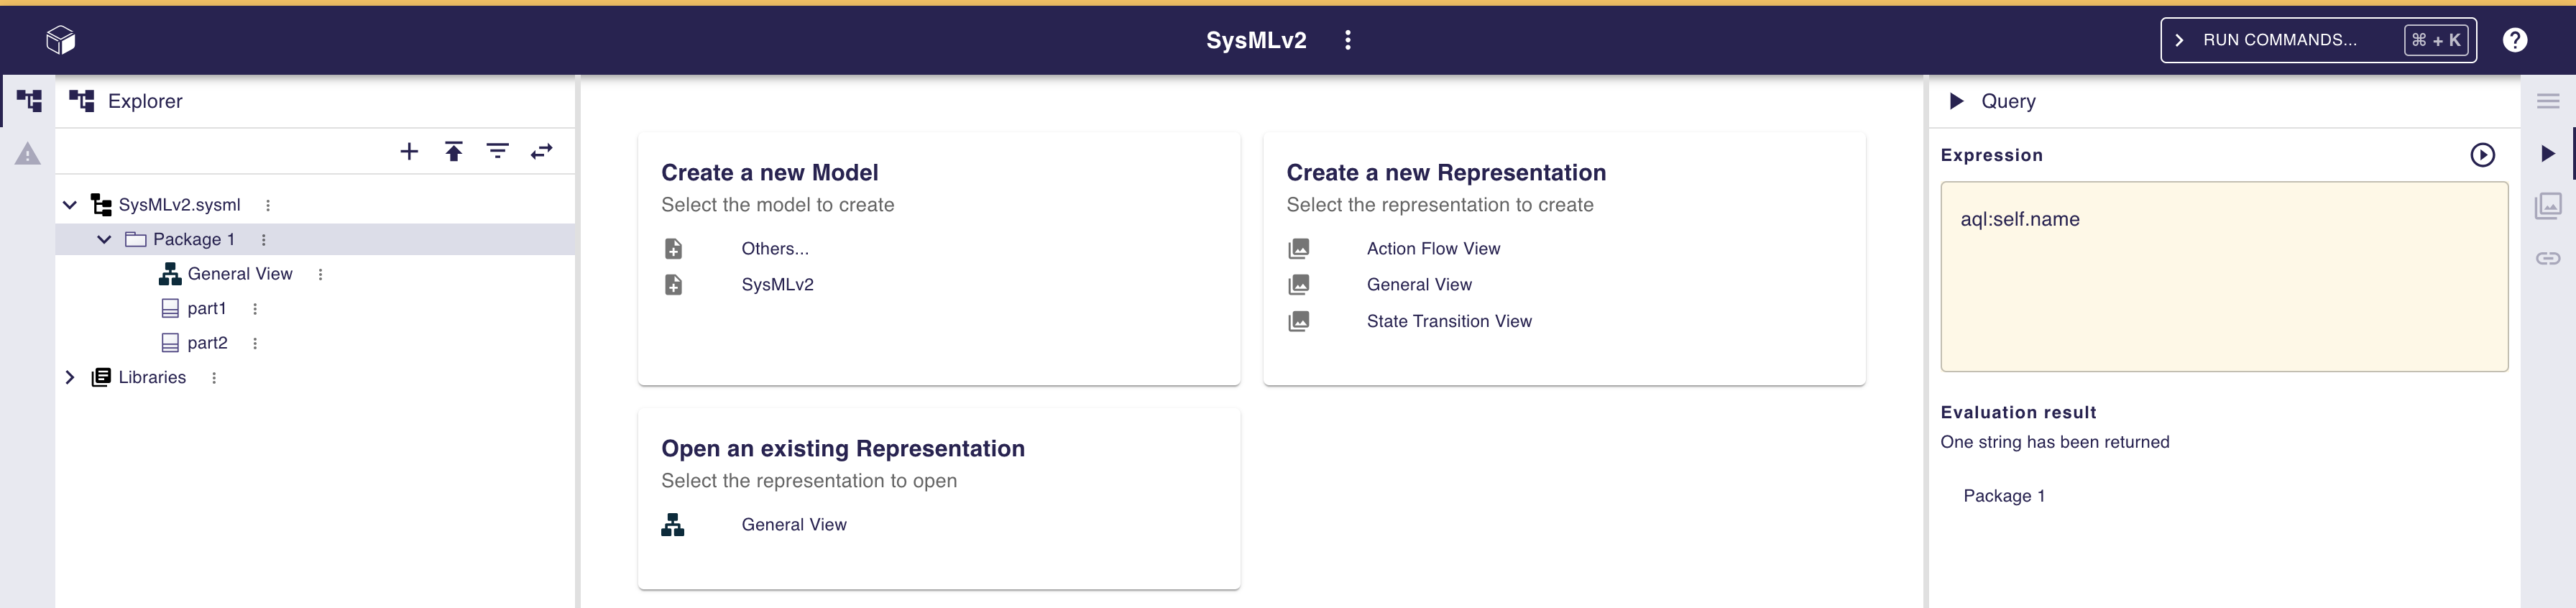 SysMLv2
RUN COMMANDS...
⌘ + K
Explorer
SysMLv2.sysml
Package 1
General View
part1
part2
Libraries
Create a new Model
Select the model to create
Others...
SysMLv2
Create a new Representation
Select the representation to create
Action Flow View
General View
State Transition View
Open an existing Representation
Select the representation to open
General View
Query
Expression
aql:self.name
Evaluation result
One string has been returned
Package 1